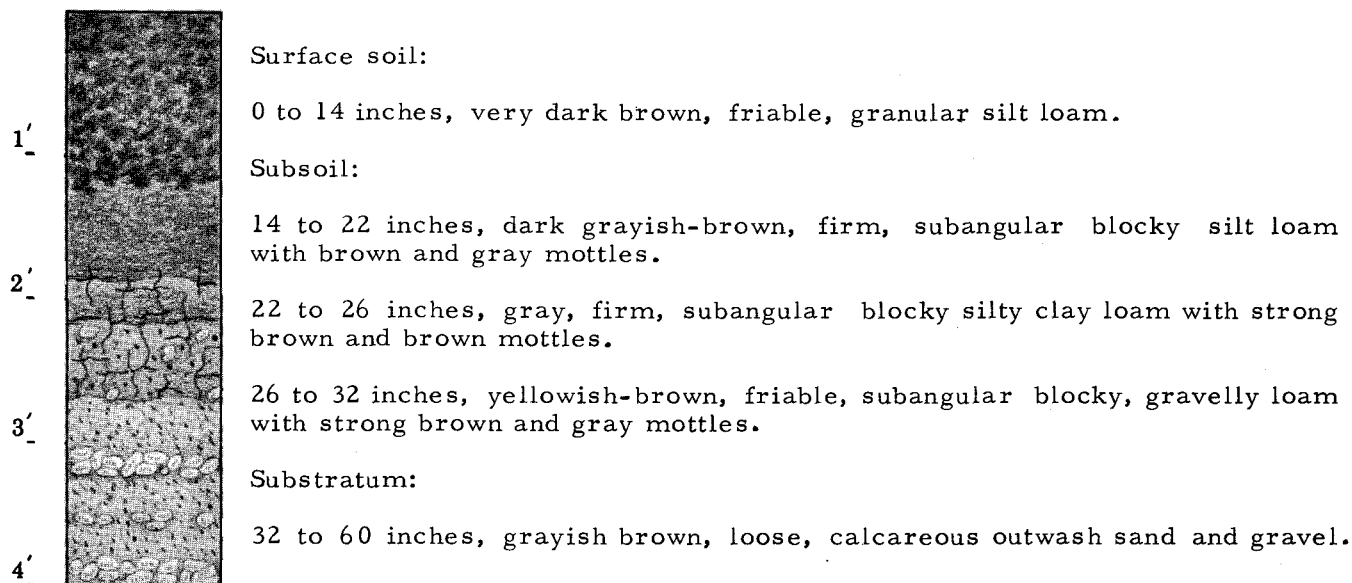 Surface soil:
0 to 14 inches, very dark brown, friable, granular silt loam.
1'
Subsoil:
14 to 22 inches, dark grayish-brown, firm, subangular blocky silt loam
with brown and gray mottles.
2'
22 to 26 inches, gray, firm, subangular blocky silty clay loam with strong
brown and brown mottles.
26 to 32 inches, yellowish-brown, friable, subangular blocky, gravelly loam
with strong brown and gray mottles.
3'
Substratum:
32 to 60 inches, grayish brown, loose, calcareous outwash sand and gravel.
4'